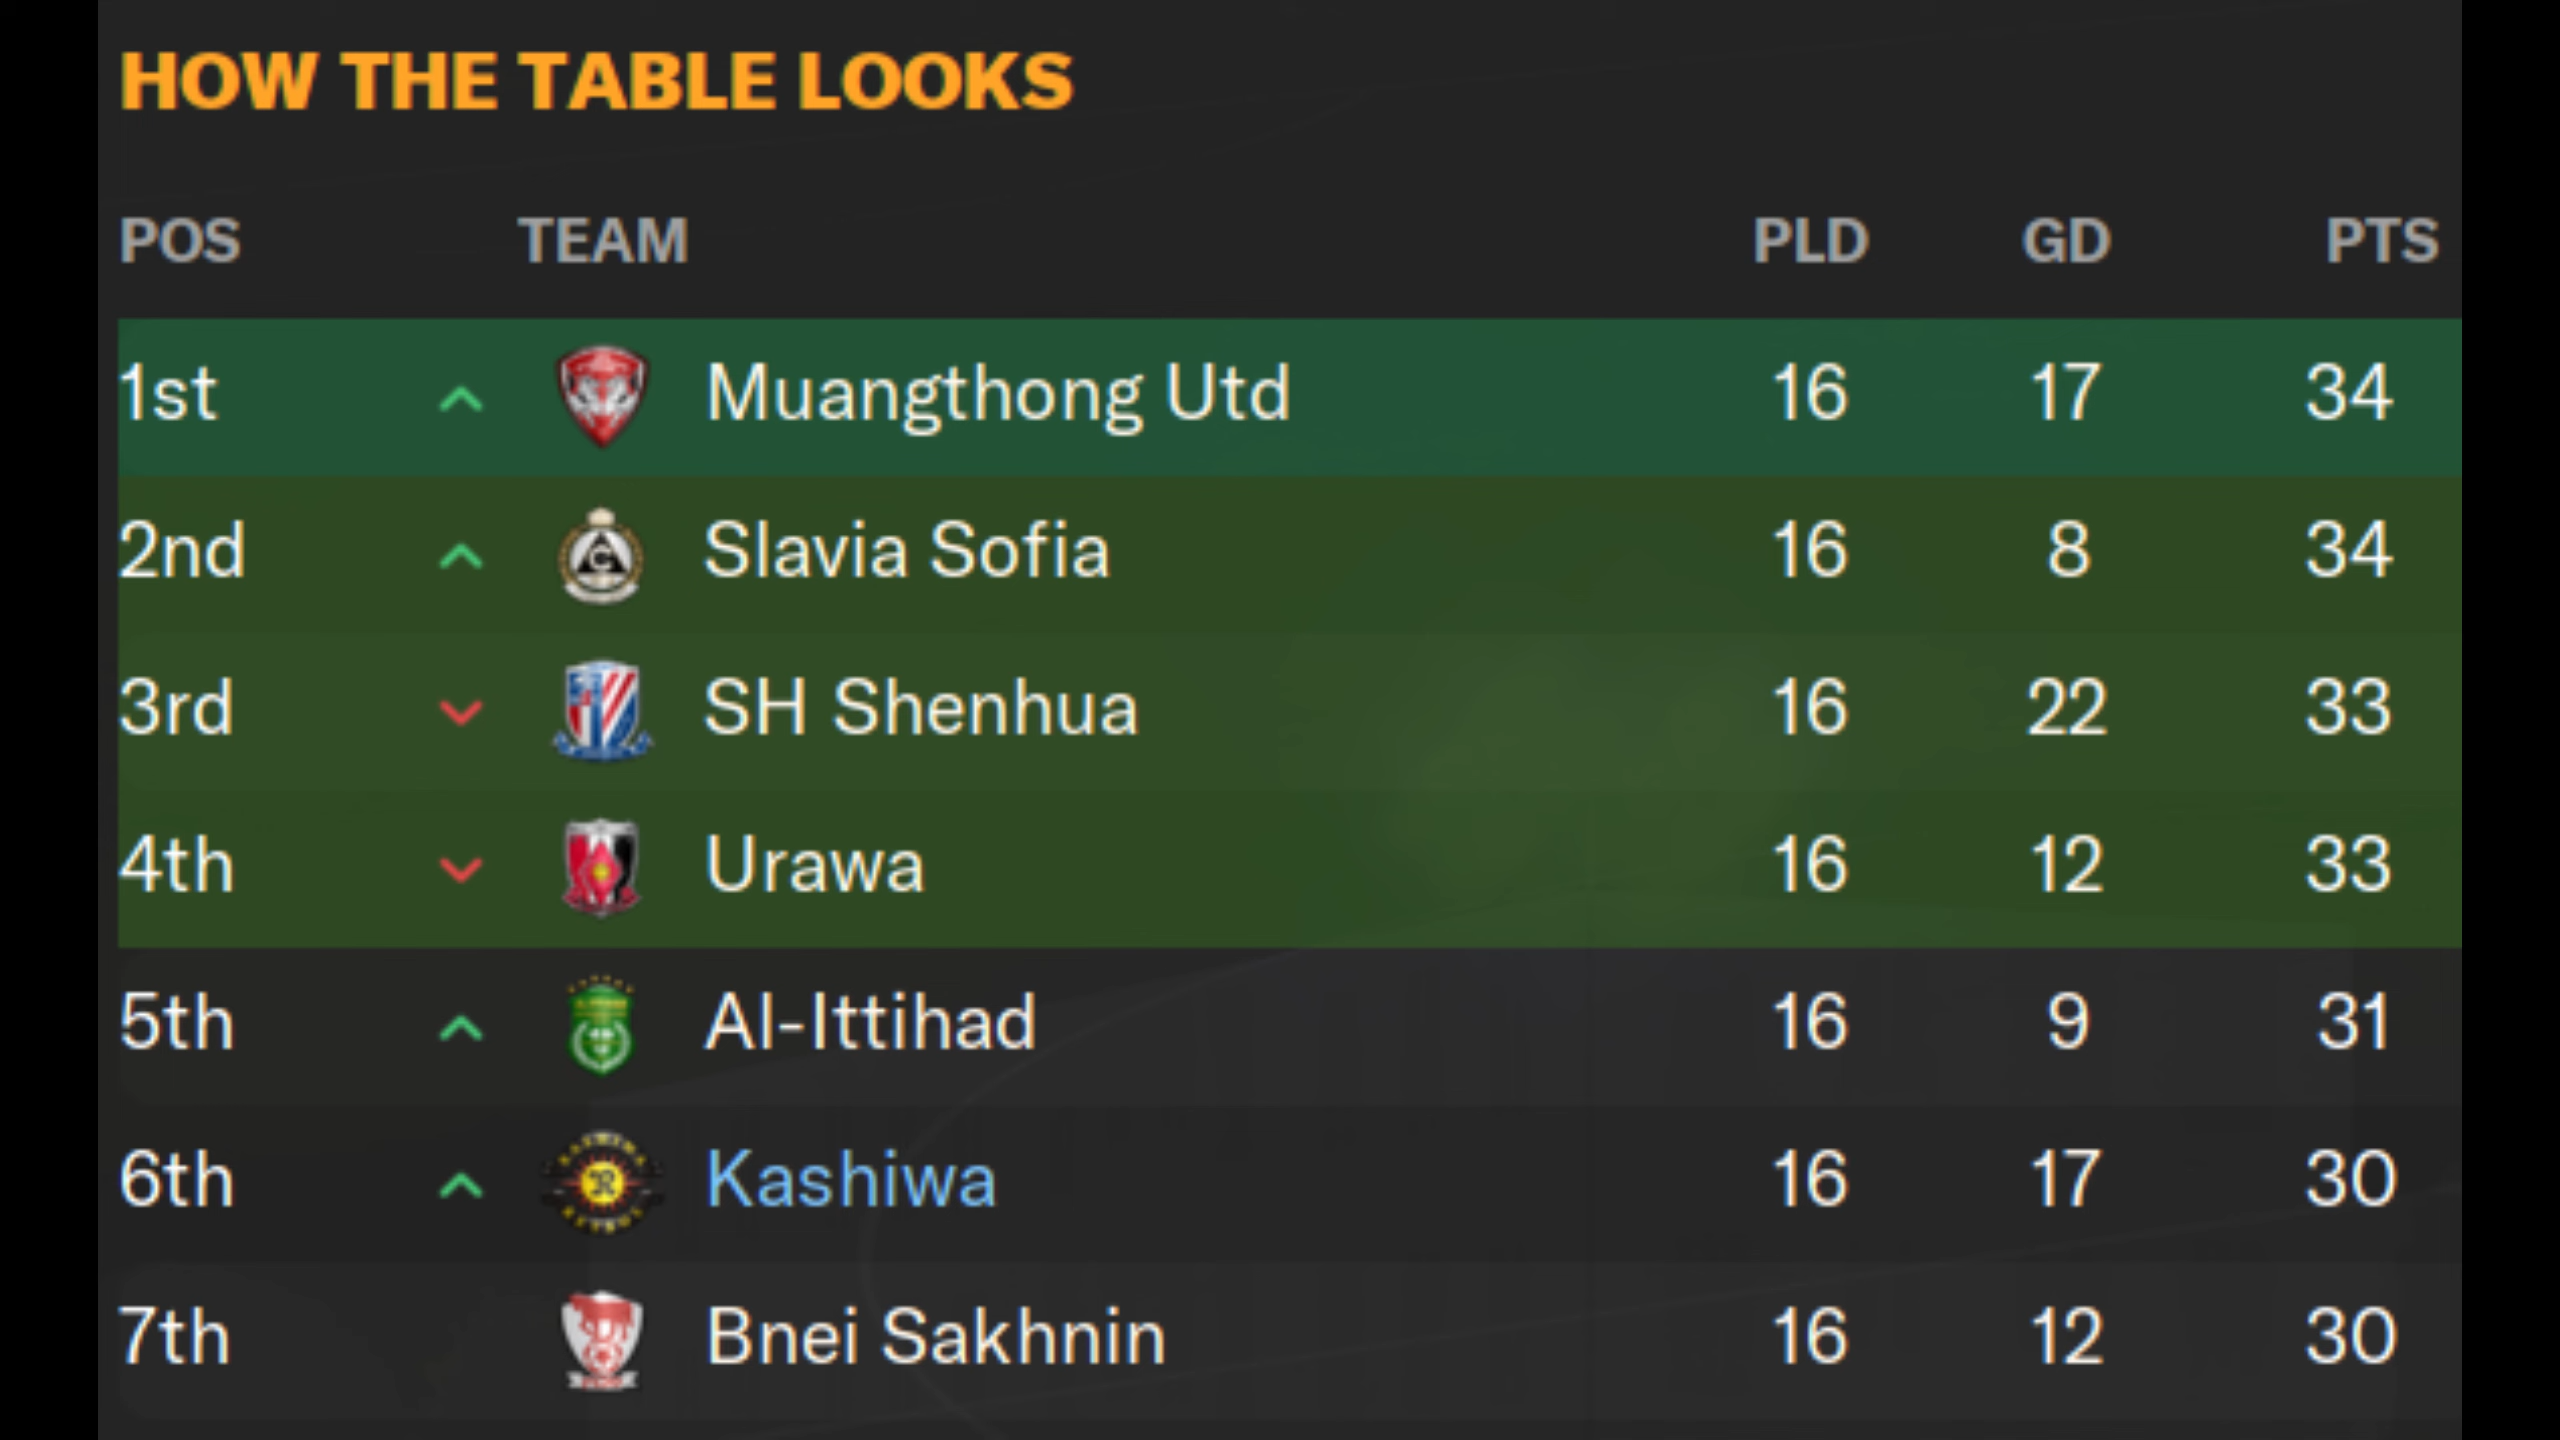 HOW THE TABLE LOOKS
POS TEAM PLD GD PTS
1st Muangthong Utd 16 17 34
2nd Slavia Sofia 16 8 34
3rd SH Shenhua 16 22 33
4th Urawa 16 12 33
5th Al-Ittihad 16 9 31
6th Kashiwa 16 17 30
7th Bnei Sakhnin 16 12 30